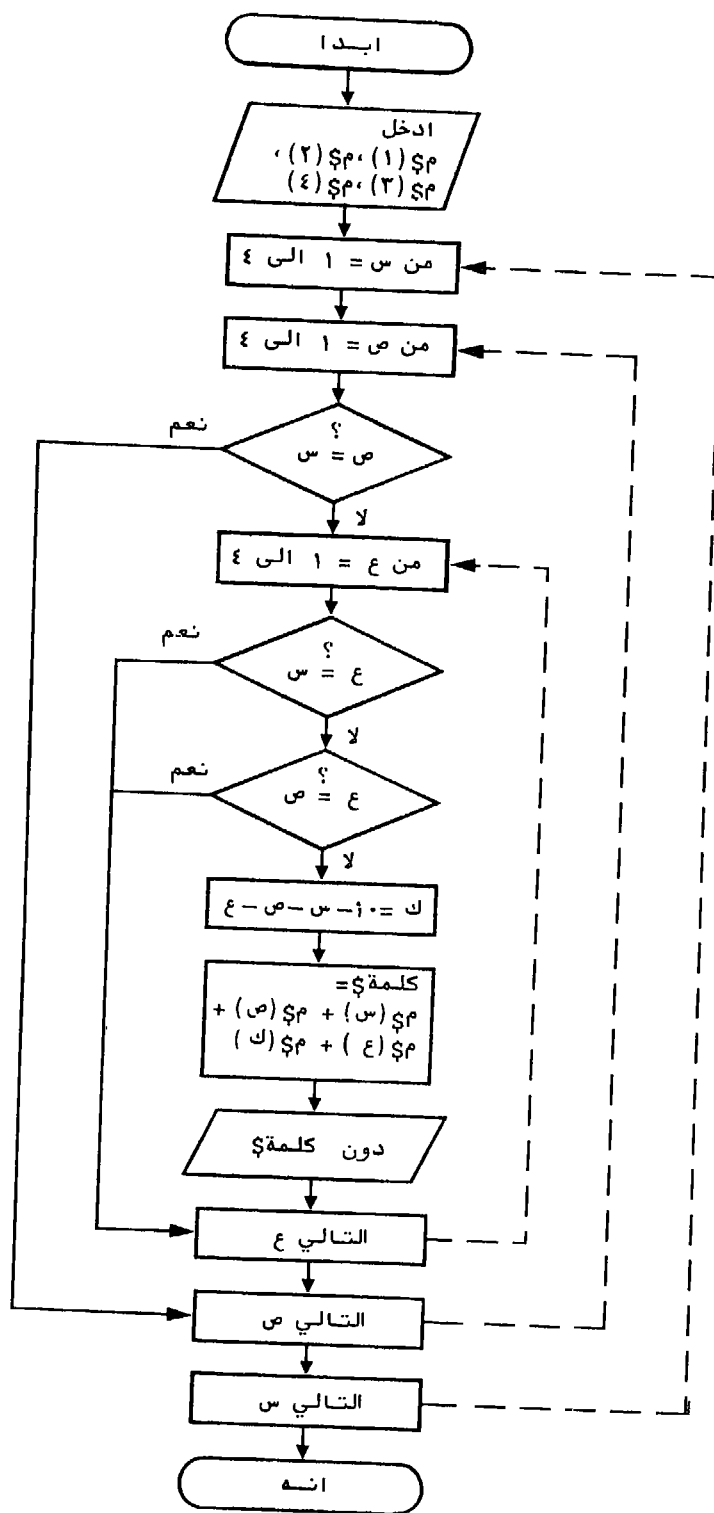 ابدا
ادخل
م$(١)،م$(٢)،
م$(٣)،م$(٤)
من س = ١ الى ٤
من ص = ١ الى ٤
نعم
؟
ص = س
لا
من ع = ١ الى ٤
نعم
؟
ع = س
لا
نعم
؟
ع = ص
لا
ك =١٠-س-ص-ع
كلمة$=
م$(س)+ م$(ص)+
م$(ع )+ م$(ك)
دون كلمة$
التالي ع
التالي ص
التالي س
انه